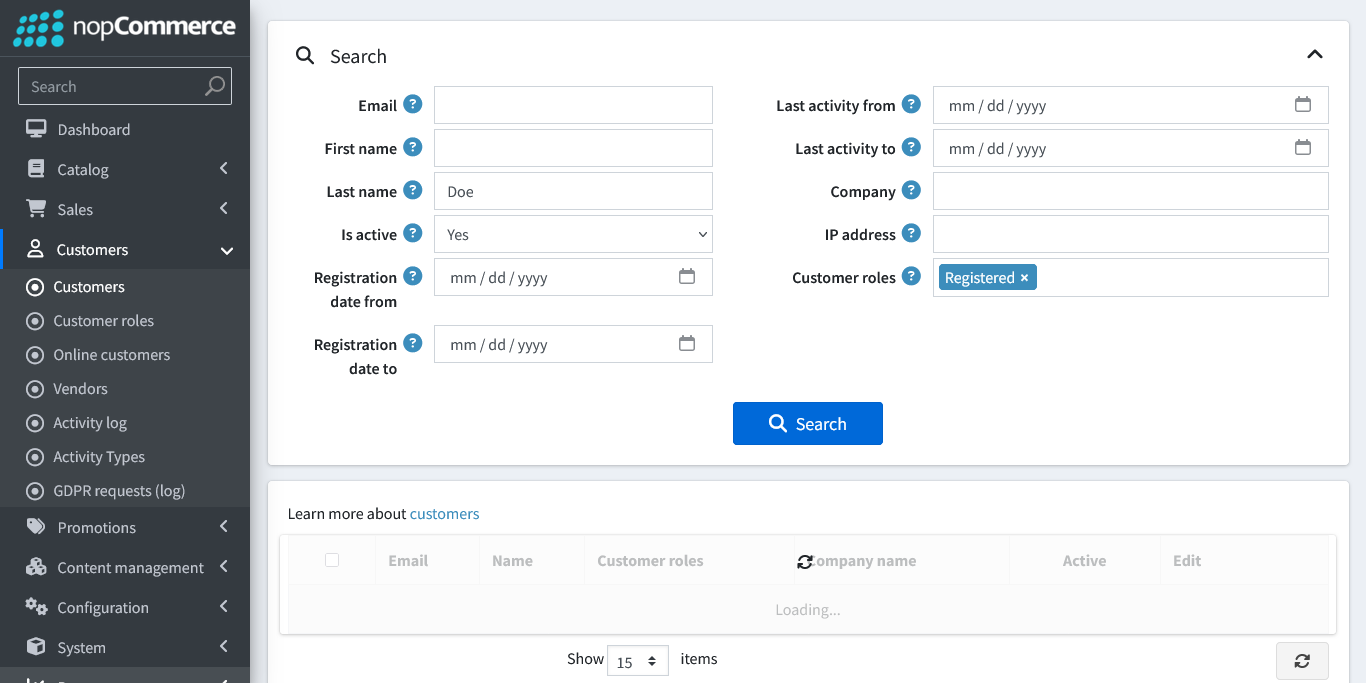 nopCommerce
Search
Dashboard
Catalog
Sales
Customers
Customers
Customer roles
Online customers
Vendors
Activity log
Activity Types
GDPR requests (log)
Promotions
Content management
Configuration
System
Search
Email ?
First name ?
Last name ? Doe
Is active ? Yes
Registration ? mm / dd / yyyy
date from
Registration ? mm / dd / yyyy
date to
Last activity from ? mm / dd / yyyy
Last activity to ? mm / dd / yyyy
Company ?
IP address ?
Customer roles ? Registered ×
Search
Learn more about customers
Email Name Customer roles Company name Active Edit
Loading...
Show 15 items